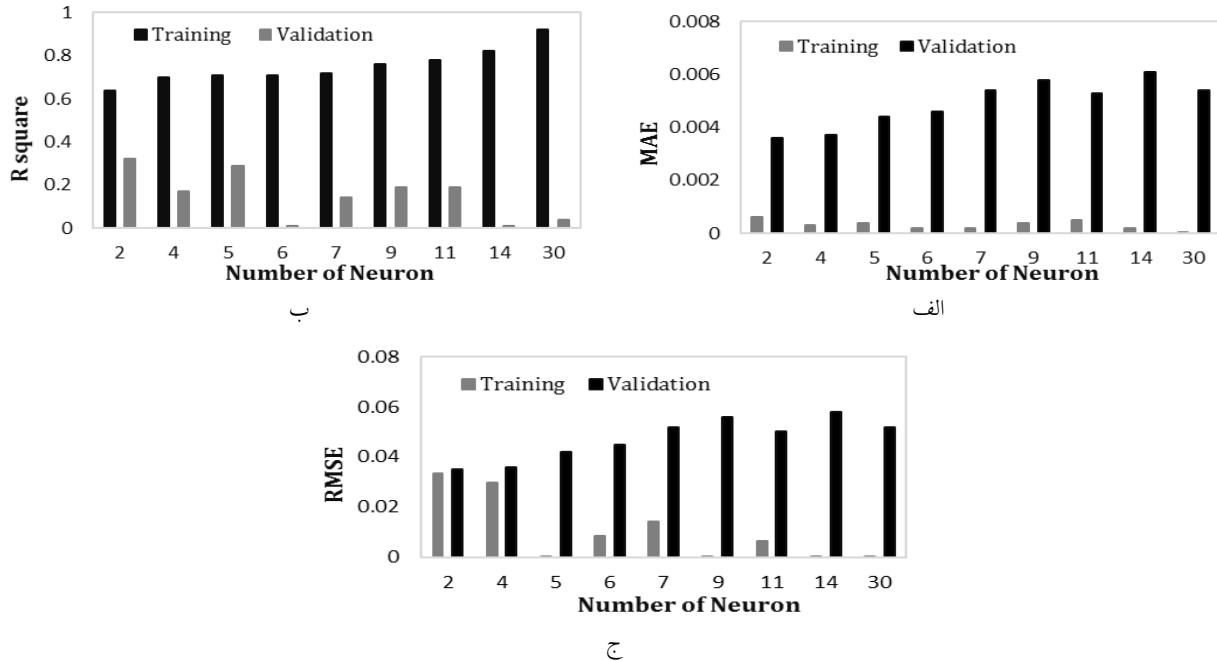 R square
1
0.8
0.6
0.4
0.2
0
Training Validation
2 4 5 6 7 9 11 14 30
Number of Neuron
ب
MAE
0.008
0.006
0.004
0.002
0
Training Validation
2 4 5 6 7 9 11 14 30
Number of Neuron
الف
RMSE
0.08
0.06
0.04
0.02
0
Training Validation
2 4 5 6 7 9 11 14 30
Number of Neuron
ج